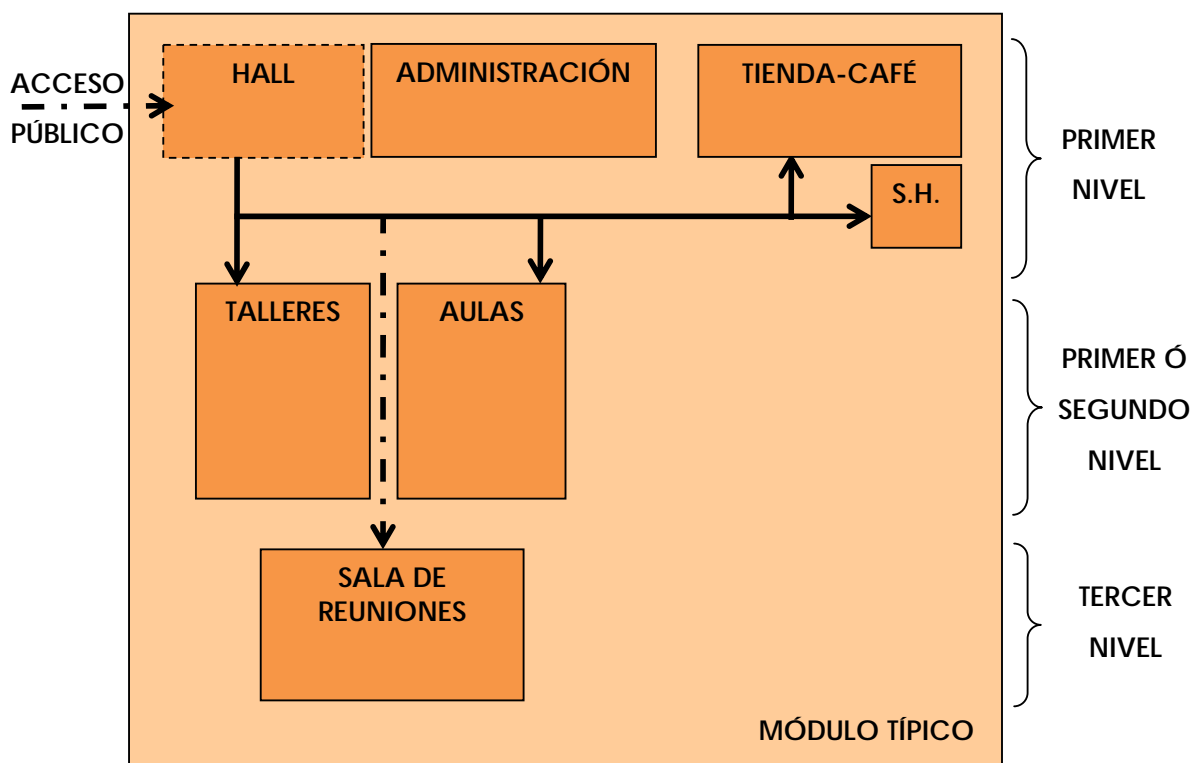 ACCESO
PÚBLICO
HALL
ADMINISTRACIÓN
TIENDA-CAFÉ
S.H.
PRIMER
NIVEL
TALLERES
AULAS
PRIMER Ó
SEGUNDO
NIVEL
SALA DE
REUNIONES
TERCER
NIVEL
MÓDULO TÍPICO